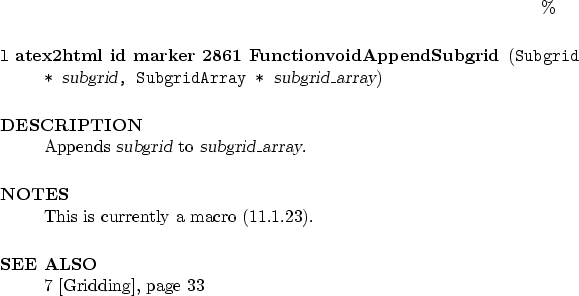 %
1 atex2html id marker 2861 FunctionvoidAppendSubgrid (Subgrid
* subgrid, SubgridArray * subgrid_array)
DESCRIPTION
Appends subgrid to subgrid_array.
NOTES
This is currently a macro (11.1.23).
SEE ALSO
7 [Gridding], page 33